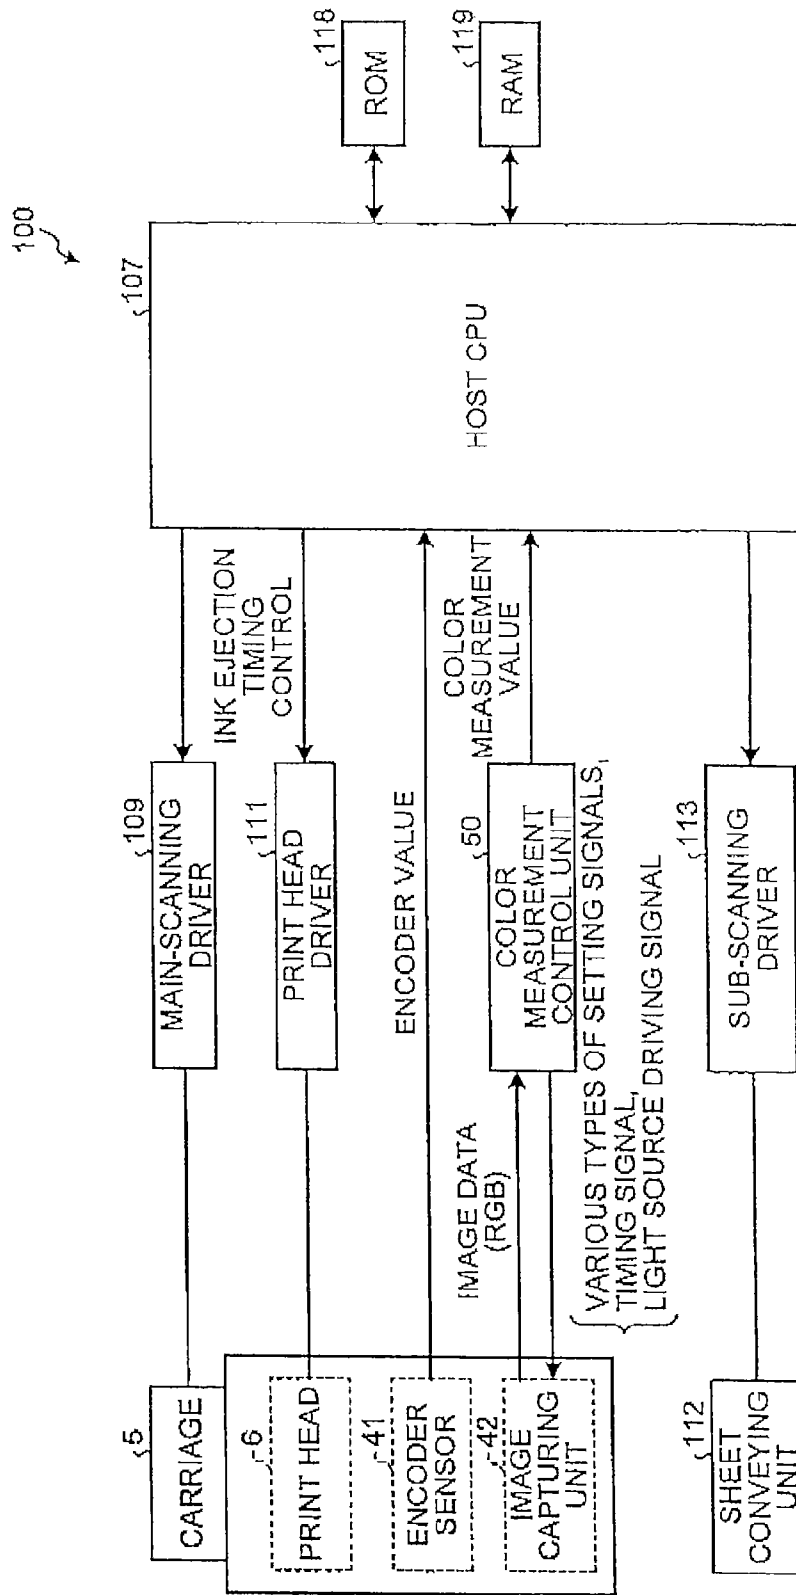 100
118
ROM
119
RAM
107
HOST CPU
INK EJECTION
TIMING
CONTROL
ENCODER VALUE
COLOR
MEASUREMENT
VALUE
109
MAIN-SCANNING
DRIVER
111
PRINT HEAD
DRIVER
50
COLOR
MEASUREMENT
CONTROL UNIT
113
SUB-SCANNING
DRIVER
IMAGE DATA
(RGB)
VARIOUS TYPES OF SETTING SIGNALS,
TIMING SIGNAL,
LIGHT SOURCE DRIVING SIGNAL
5
CARRIAGE
6
PRINT HEAD
41
ENCODER
SENSOR
42
IMAGE
CAPTURING
UNIT
112
SHEET
CONVEYING
UNIT